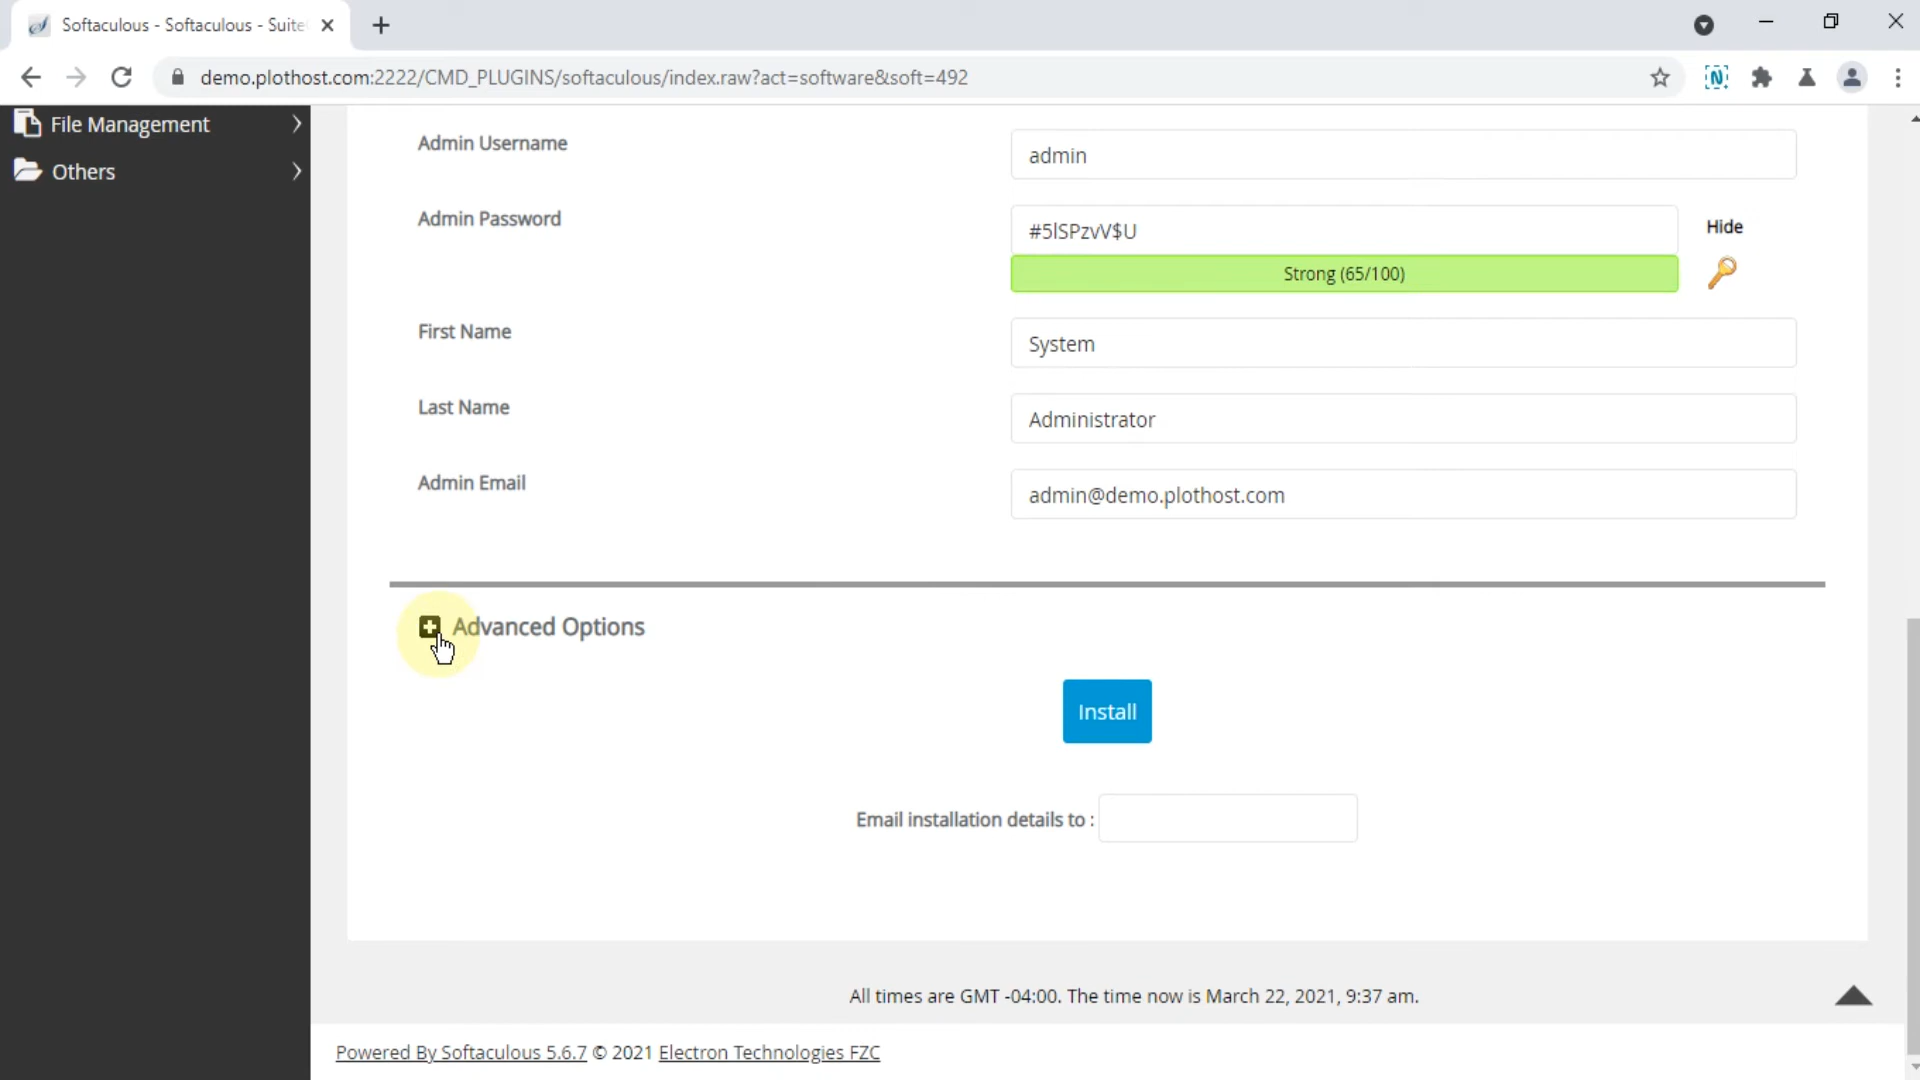 Softaculous - Softaculous - Suite
demo.plothost.com:2222/CMD_PLUGINS/softaculous/index.raw?act=software&soft=492
File Management
Others
Admin Username
admin
Admin Password
#5lSPzvV$U
Hide
Strong (65/100)
First Name
System
Last Name
Administrator
Admin Email
admin@demo.plothost.com
Advanced Options
Install
Email installation details to :
All times are GMT -04:00. The time now is March 22, 2021, 9:37 am.
Powered By Softaculous 5.6.7 © 2021 Electron Technologies FZC